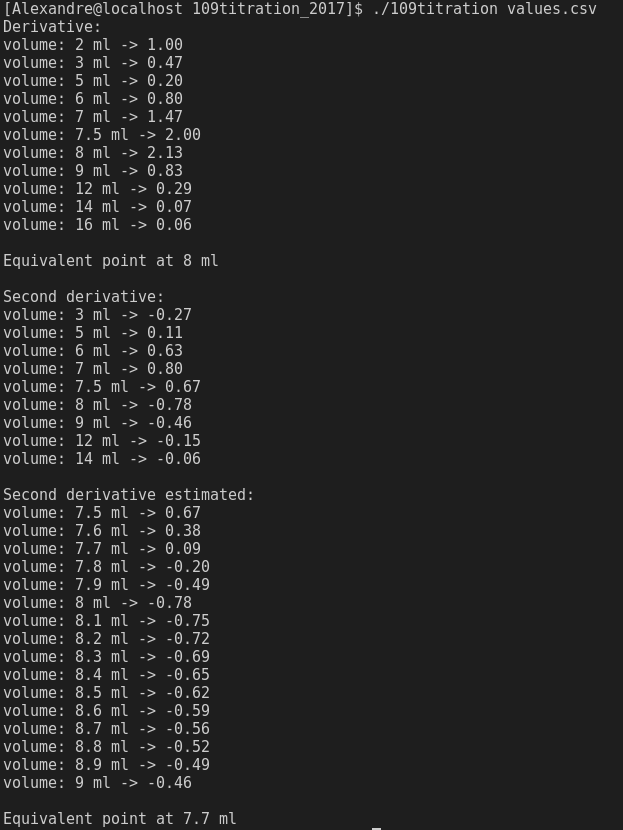 [Alexandre@localhost 109titration_2017]$ ./109titration values.csv
Derivative:
volume: 2 ml -> 1.00
volume: 3 ml -> 0.47
volume: 5 ml -> 0.20
volume: 6 ml -> 0.80
volume: 7 ml -> 1.47
volume: 7.5 ml -> 2.00
volume: 8 ml -> 2.13
volume: 9 ml -> 0.83
volume: 12 ml -> 0.29
volume: 14 ml -> 0.07
volume: 16 ml -> 0.06

Equivalent point at 8 ml

Second derivative:
volume: 3 ml -> -0.27
volume: 5 ml -> 0.11
volume: 6 ml -> 0.63
volume: 7 ml -> 0.80
volume: 7.5 ml -> 0.67
volume: 8 ml -> -0.78
volume: 9 ml -> -0.46
volume: 12 ml -> -0.15
volume: 14 ml -> -0.06

Second derivative estimated:
volume: 7.5 ml -> 0.67
volume: 7.6 ml -> 0.38
volume: 7.7 ml -> 0.09
volume: 7.8 ml -> -0.20
volume: 7.9 ml -> -0.49
volume: 8 ml -> -0.78
volume: 8.1 ml -> -0.75
volume: 8.2 ml -> -0.72
volume: 8.3 ml -> -0.69
volume: 8.4 ml -> -0.65
volume: 8.5 ml -> -0.62
volume: 8.6 ml -> -0.59
volume: 8.7 ml -> -0.56
volume: 8.8 ml -> -0.52
volume: 8.9 ml -> -0.49
volume: 9 ml -> -0.46

Equivalent point at 7.7 ml